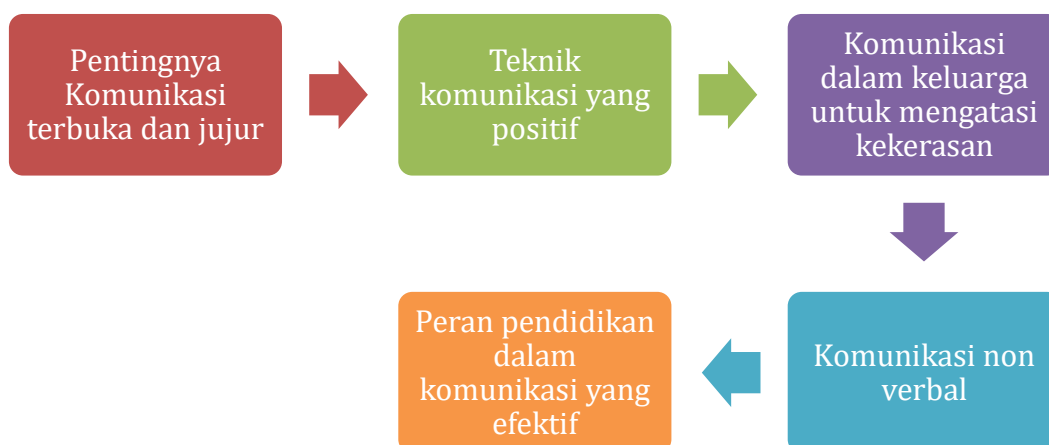 Pentingnya
Komunikasi
terbuka dan jujur
Teknik
komunikasi yang
positif
Komunikasi
dalam keluarga
untuk mengatasi
kekerasan
Komunikasi non
verbal
Peran pendidikan
dalam
komunikasi yang
efektif